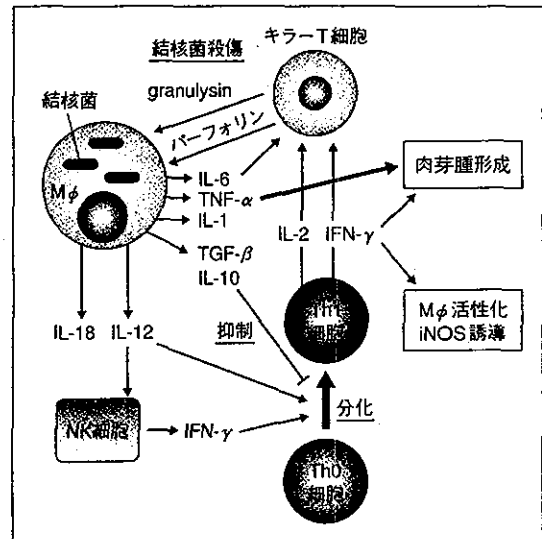 キラーT細胞
結核菌殺傷
granulysin
結核菌
パーフォリン
Mφ
IL-6
TNF-α
IL-1
肉芽腫形成
IL-2 IFN-γ
TGF-β
IL-10
Th1
細胞
Mφ活性化
iNOS誘導
抑制
IL-18 IL-12
分化
NK細胞
IFN-γ
Th0
細胞